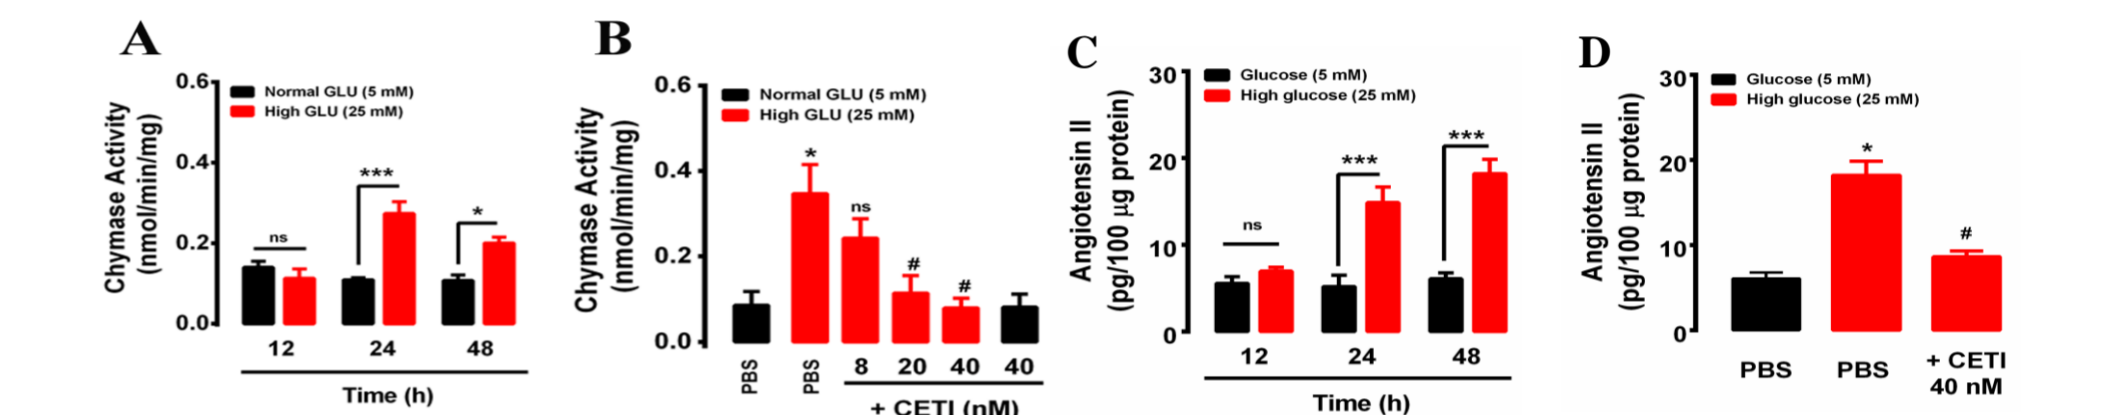 A
0.6
0.4
0.2
0.0
Chymase Activity
(nmol/min/mg)
Normal GLU (5 mM)
High GLU (25 mM)
ns
***
*
12 24 48
Time (h)
B
0.6
0.4
0.2
0.0
Chymase Activity
(nmol/min/mg)
Normal GLU (5 mM)
High GLU (25 mM)
*
ns
#
#
PBS PBS 8 20 40 40
+ CETI (nM)
C
30
20
10
0
Angiotensin II
(pg/100 µg protein)
Glucose (5 mM)
High glucose (25 mM)
ns
***
***
12 24 48
Time (h)
D
30
20
10
0
Angiotensin II
(pg/100 µg protein)
Glucose (5 mM)
High glucose (25 mM)
*
#
PBS PBS + CETI
40 nM